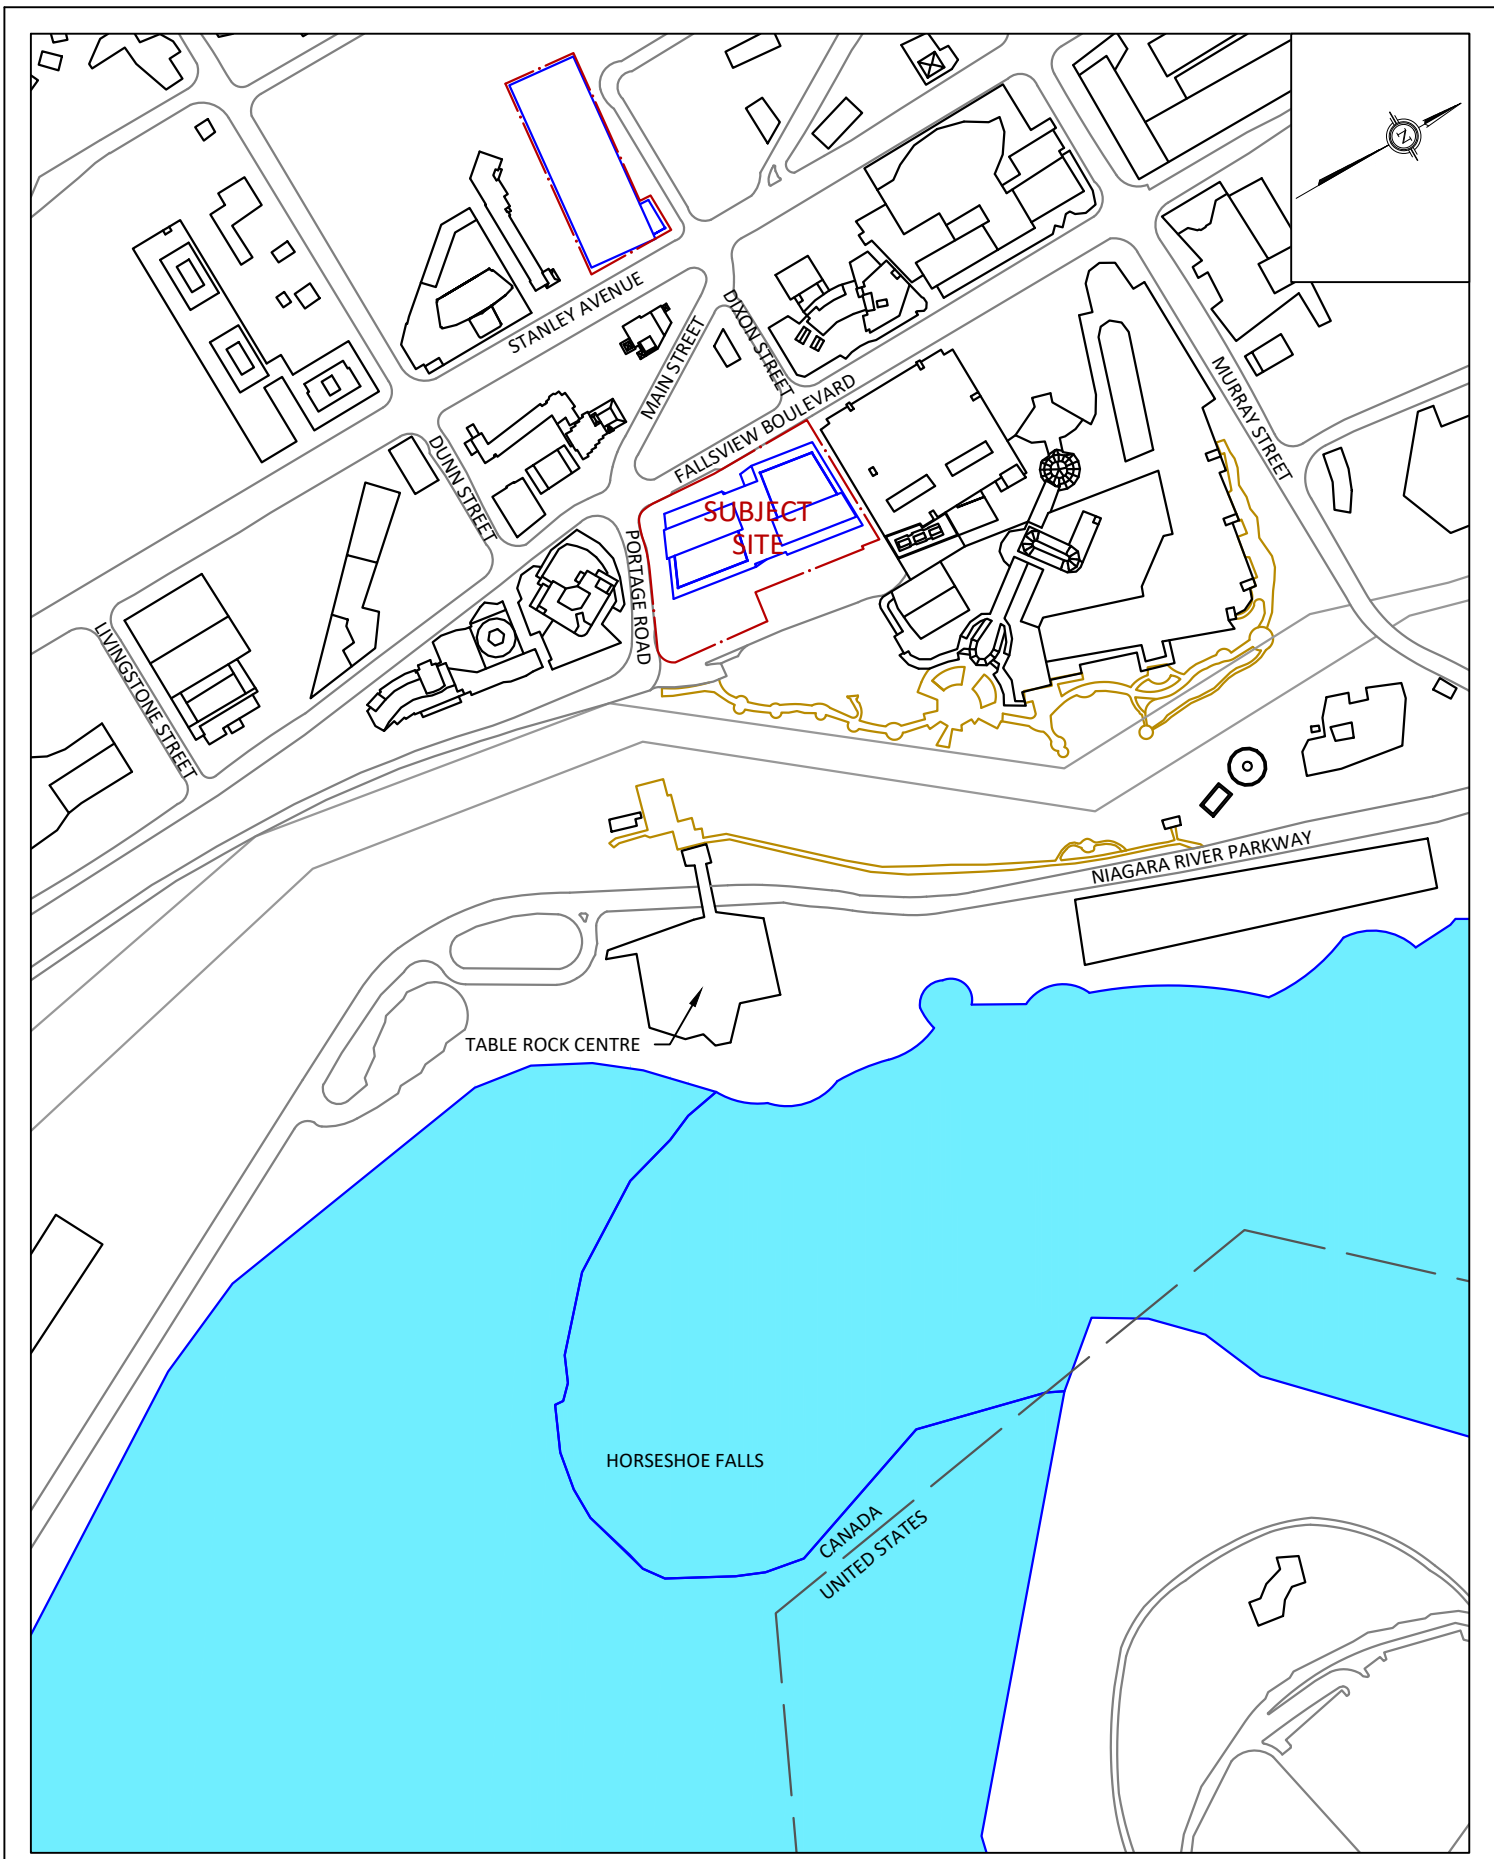 N
STANLEY AVENUE
DIXON STREET
MAIN STREET
FALLSVIEW BOULEVARD
MURRAY STREET
DUNN STREET
SUBJECT
SITE
PORTAGE ROAD
LIVINGSTONE STREET
NIAGARA RIVER PARKWAY
TABLE ROCK CENTRE
HORSESHOE FALLS
CANADA
UNITED STATES